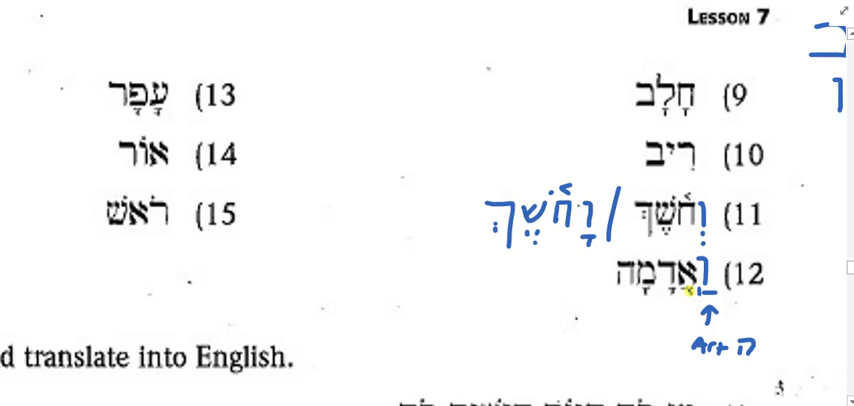 LESSON 7
ב
ו
9) חָלָב
10) רִיב
11) וְחֹ֫שֶׁךְ / וָחֹ֫שֶׁךְ
12) וַאֲדָמָה
Art ה
13) עָפָר
14) אוֹר
15) רֹאשׁ
d translate into English.